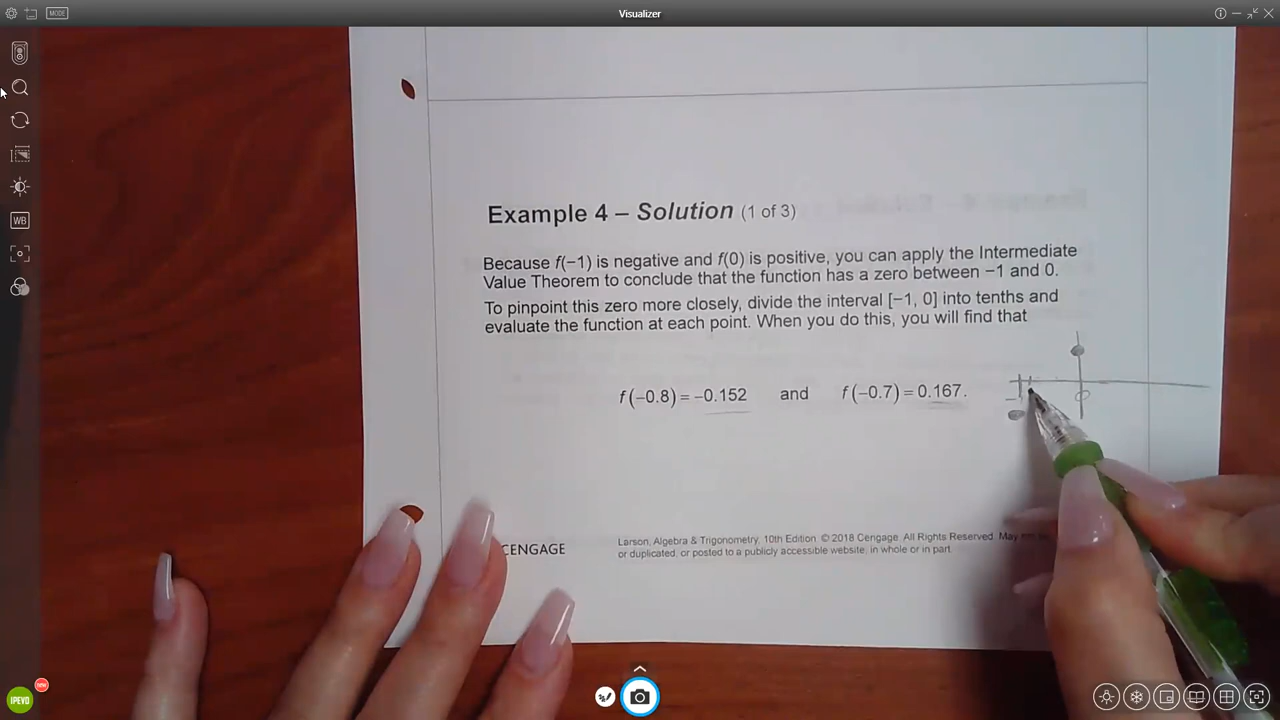 MODE
Visualizer
WB
Example 4 – Solution (1 of 3)
Because f(−1) is negative and f(0) is positive, you can apply the Intermediate
Value Theorem to conclude that the function has a zero between −1 and 0.
To pinpoint this zero more closely, divide the interval [−1, 0] into tenths and
evaluate the function at each point. When you do this, you will find that
f(−0.8) = −0.152 and f(−0.7) = 0.167.
CENGAGE
Larson, Algebra & Trigonometry, 10th Edition. © 2018 Cengage. All Rights Reserved. May
or duplicated, or posted to a publicly accessible website, in whole or in part.
IPEVO
new